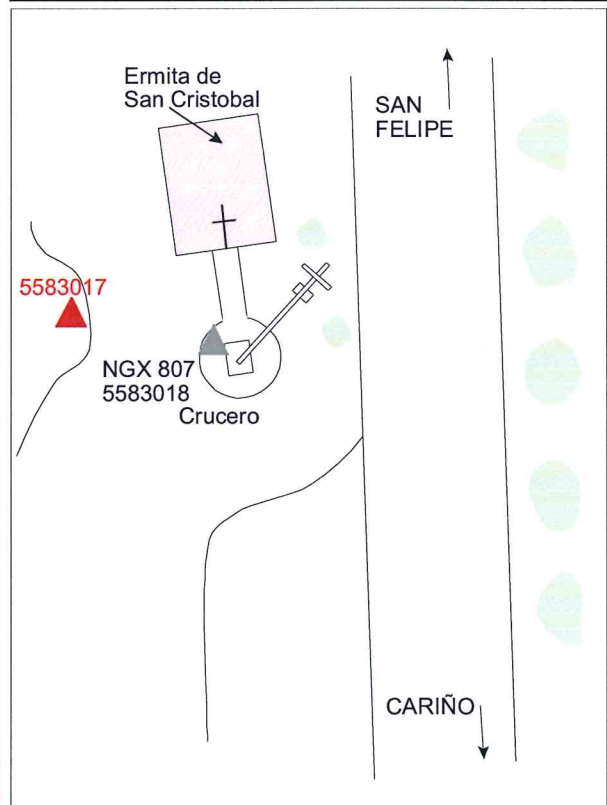 Ermita de
San Cristobal
SAN
FELIPE
5583017
NGX 807
5583018
Crucero
CARIÑO